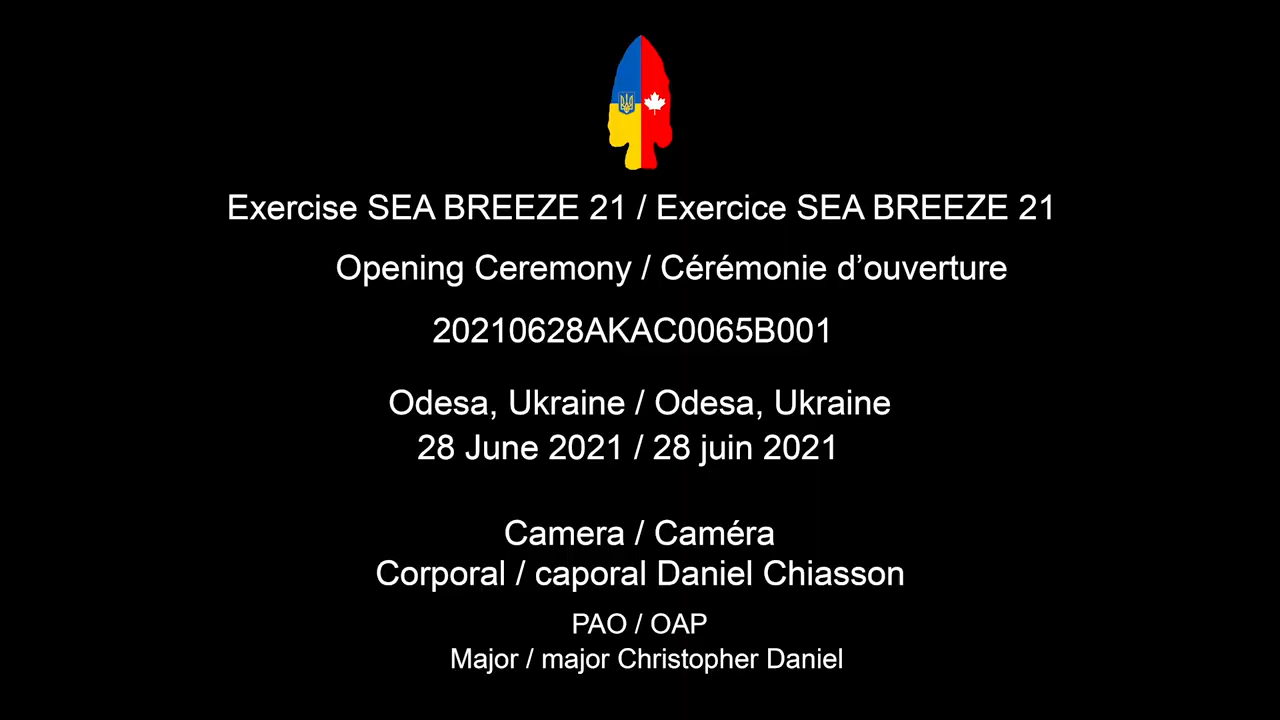 Exercise SEA BREEZE 21 / Exercice SEA BREEZE 21
Opening Ceremony / Cérémonie d’ouverture
20210628AKAC0065B001
Odesa, Ukraine / Odesa, Ukraine
28 June 2021 / 28 juin 2021
Camera / Caméra
Corporal / caporal Daniel Chiasson
PAO / OAP
Major / major Christopher Daniel